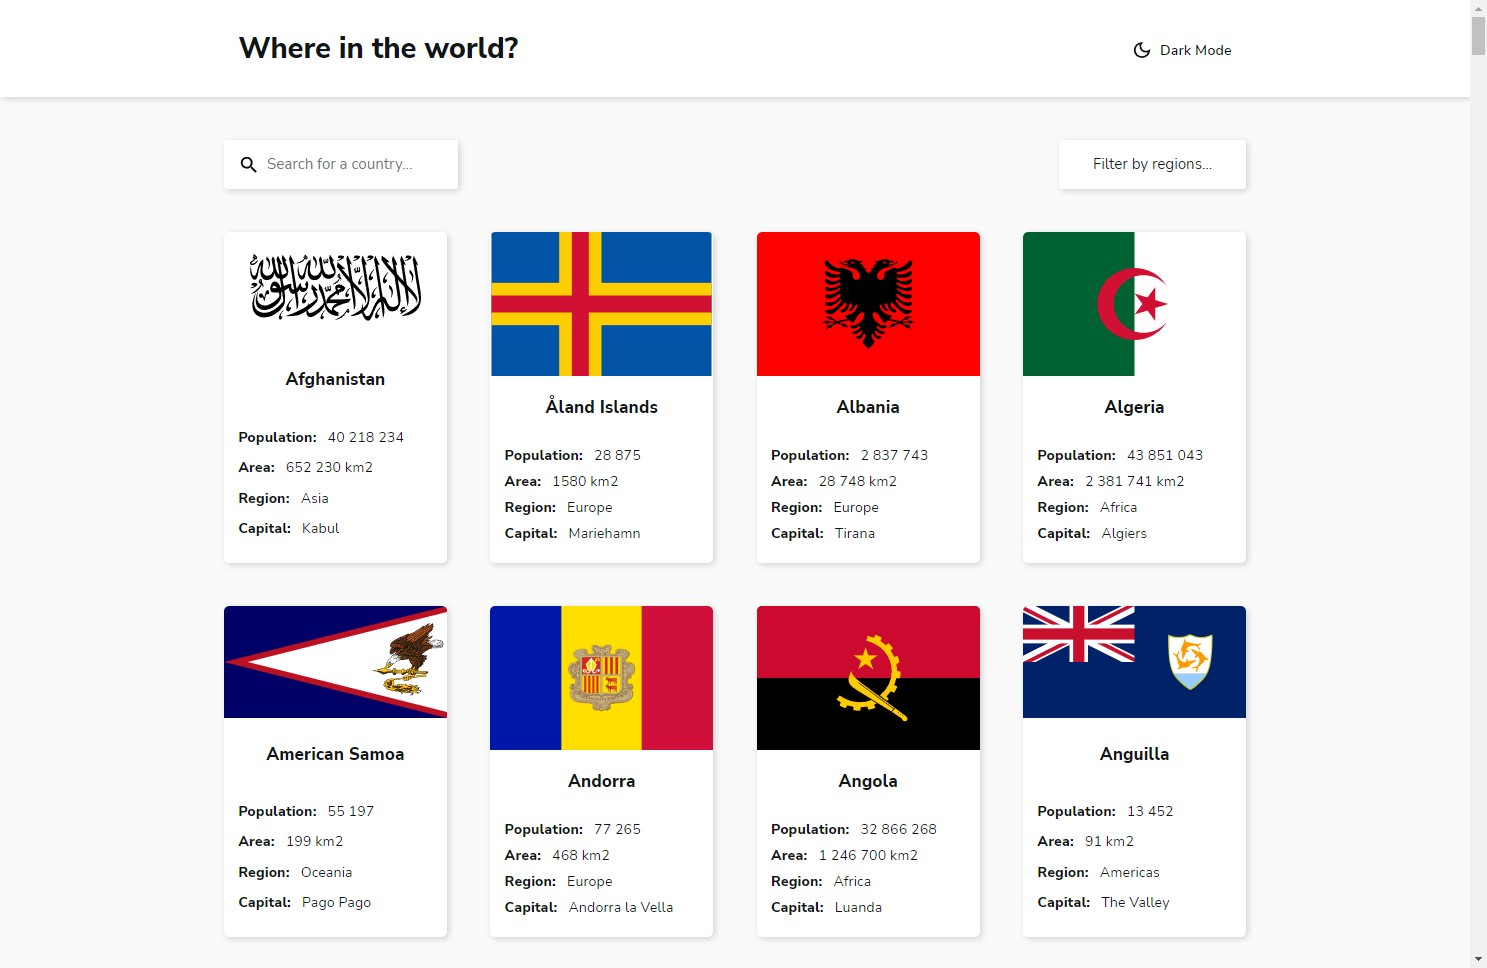 Where in the world?
Dark Mode
Search for a country...
Filter by regions...
لا إله إلا الله محمد رسول الله
Afghanistan
Population: 40 218 234
Area: 652 230 km2
Region: Asia
Capital: Kabul
Åland Islands
Population: 28 875
Area: 1580 km2
Region: Europe
Capital: Mariehamn
Albania
Population: 2 837 743
Area: 28 748 km2
Region: Europe
Capital: Tirana
Algeria
Population: 43 851 043
Area: 2 381 741 km2
Region: Africa
Capital: Algiers
American Samoa
Population: 55 197
Area: 199 km2
Region: Oceania
Capital: Pago Pago
Andorra
Population: 77 265
Area: 468 km2
Region: Europe
Capital: Andorra la Vella
Angola
Population: 32 866 268
Area: 1 246 700 km2
Region: Africa
Capital: Luanda
Anguilla
Population: 13 452
Area: 91 km2
Region: Americas
Capital: The Valley